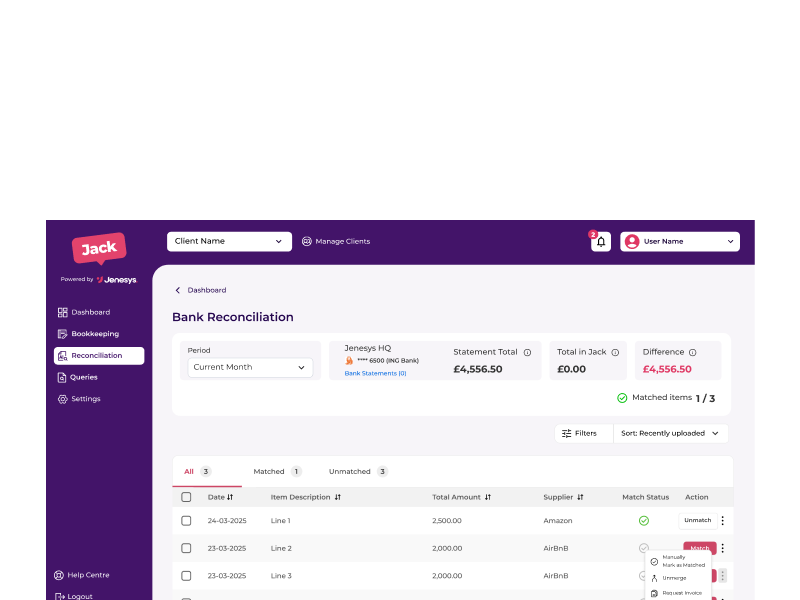 Jack
Powered by Jenesys.
Client Name
Manage Clients
2
User Name
Dashboard
Bookkeeping
Reconciliation
Queries
Settings
Help Centre
Logout
Dashboard
Bank Reconciliation
Period
Current Month
Jenesys HQ
**** 6500 (ING Bank)
Bank Statements (0)
Statement Total
£4,556.50
Total in Jack
£0.00
Difference
£4,556.50
Matched items 1 / 3
Filters
Sort: Recently uploaded
All 3
Matched 1
Unmatched 3
Date Item Description Total Amount Supplier Match Status Action
24-03-2025 Line 1 2,500.00 Amazon Unmatch
23-03-2025 Line 2 2,000.00 AirBnB Match
23-03-2025 Line 3 2,000.00 AirBnB
Manually
Mark as Matched
Unmerge
Request Invoice